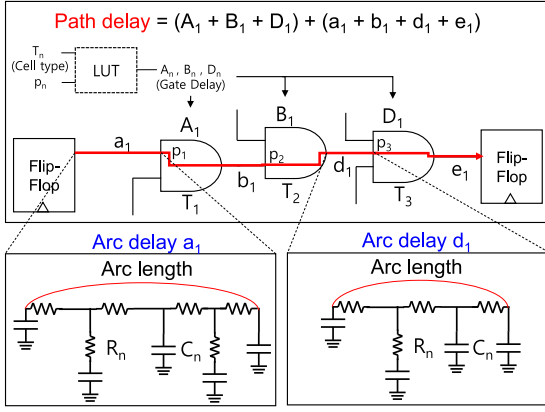 Path delay = (A1 + B1 + D1) + (a1 + b1 + d1 + e1)
Tn
(Cell type)
pn
LUT
An , Bn , Dn
(Gate Delay)
A1
B1
D1
a1
p1
b1
p2
d1
p3
e1
Flip-
Flop
T1
T2
T3
Flip-
Flop
Arc delay a1
Arc length
Rn
Cn
Arc delay d1
Arc length
Rn
Cn